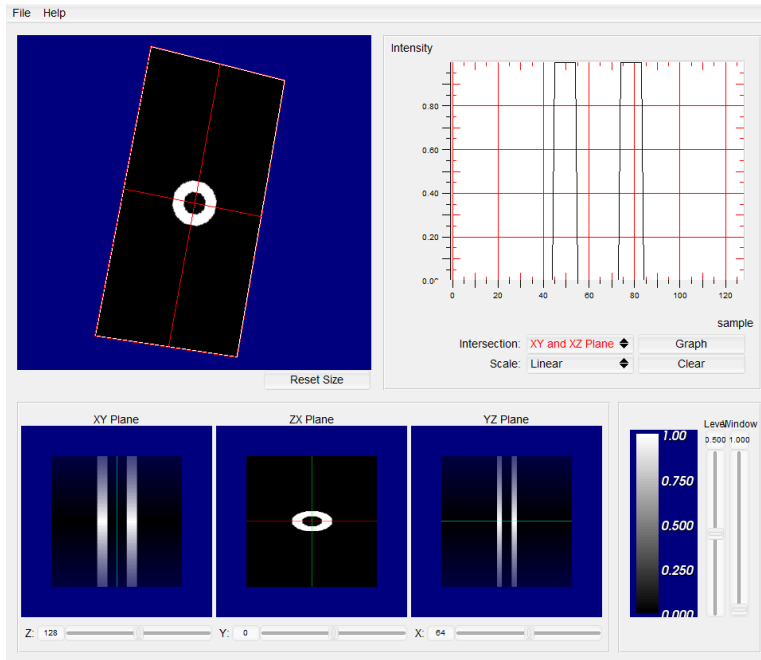 File Help
Intensity
0.80
0.60
0.40
0.20
0 20 40 60 80 100 120
sample
Intersection: XY and XZ Plane Graph
Scale: Linear Clear
Reset Size
XY Plane ZX Plane YZ Plane
Level Window
0.500 1.000
1.00
0.750
0.500
0.250
0.000
Z: 128 Y: 0 X: 64